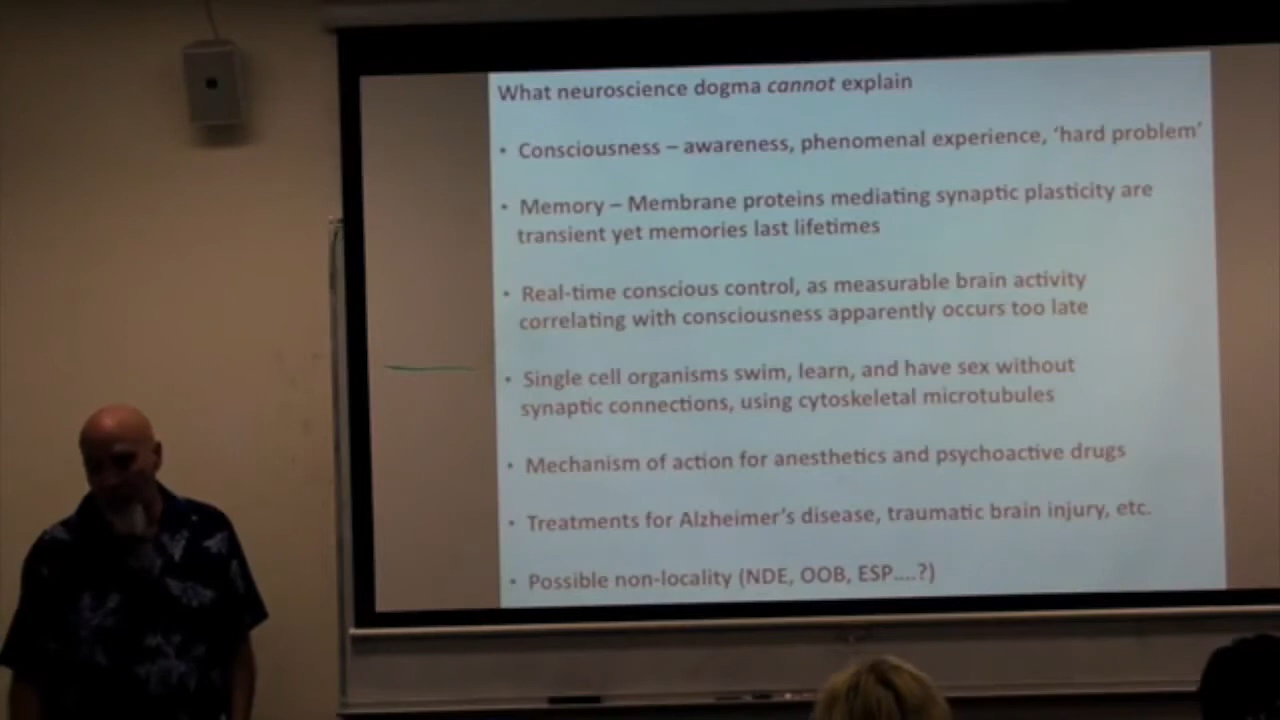 What neuroscience dogma cannot explain
• Consciousness – awareness, phenomenal experience, 'hard problem'
• Memory – Membrane proteins mediating synaptic plasticity are
transient yet memories last lifetimes
• Real-time conscious control, as measurable brain activity
correlating with consciousness apparently occurs too late
• Single cell organisms swim, learn, and have sex without
synaptic connections, using cytoskeletal microtubules
• Mechanism of action for anesthetics and psychoactive drugs
• Treatments for Alzheimer's disease, traumatic brain injury, etc.
• Possible non-locality (NDE, OOB, ESP....?)